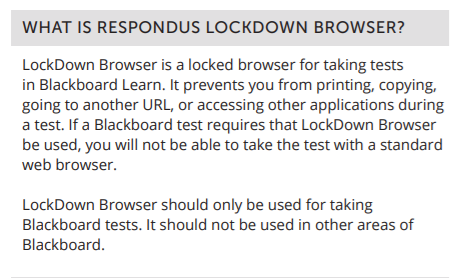 WHAT IS RESPONDUS LOCKDOWN BROWSER?
LockDown Browser is a locked browser for taking tests
in Blackboard Learn. It prevents you from printing, copying,
going to another URL, or accessing other applications during
a test. If a Blackboard test requires that LockDown Browser
be used, you will not be able to take the test with a standard
web browser.
LockDown Browser should only be used for taking
Blackboard tests. It should not be used in other areas of
Blackboard.